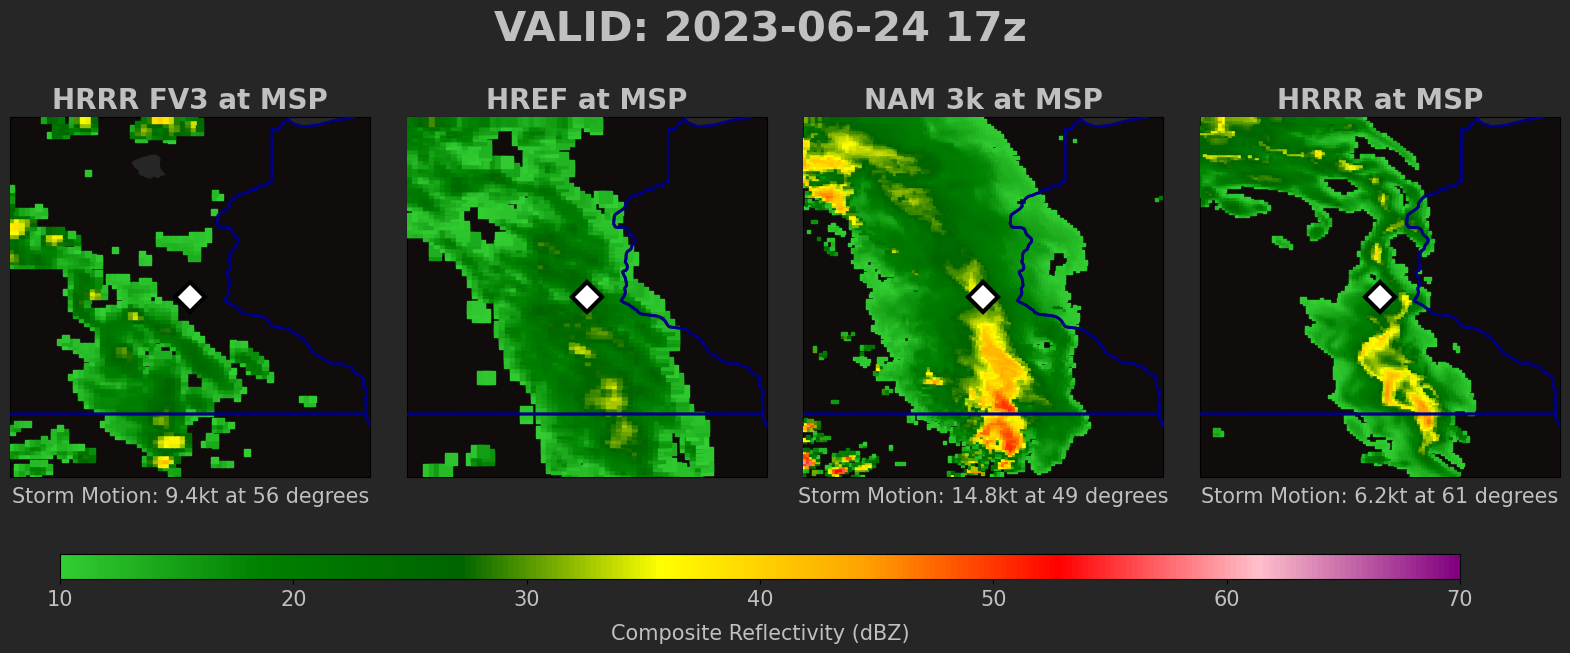 VALID: 2023-06-24 17z
HRRR FV3 at MSP
HREF at MSP
NAM 3k at MSP
HRRR at MSP
Storm Motion: 9.4kt at 56 degrees
Storm Motion: 14.8kt at 49 degrees
Storm Motion: 6.2kt at 61 degrees
10 20 30 40 50 60 70
Composite Reflectivity (dBZ)